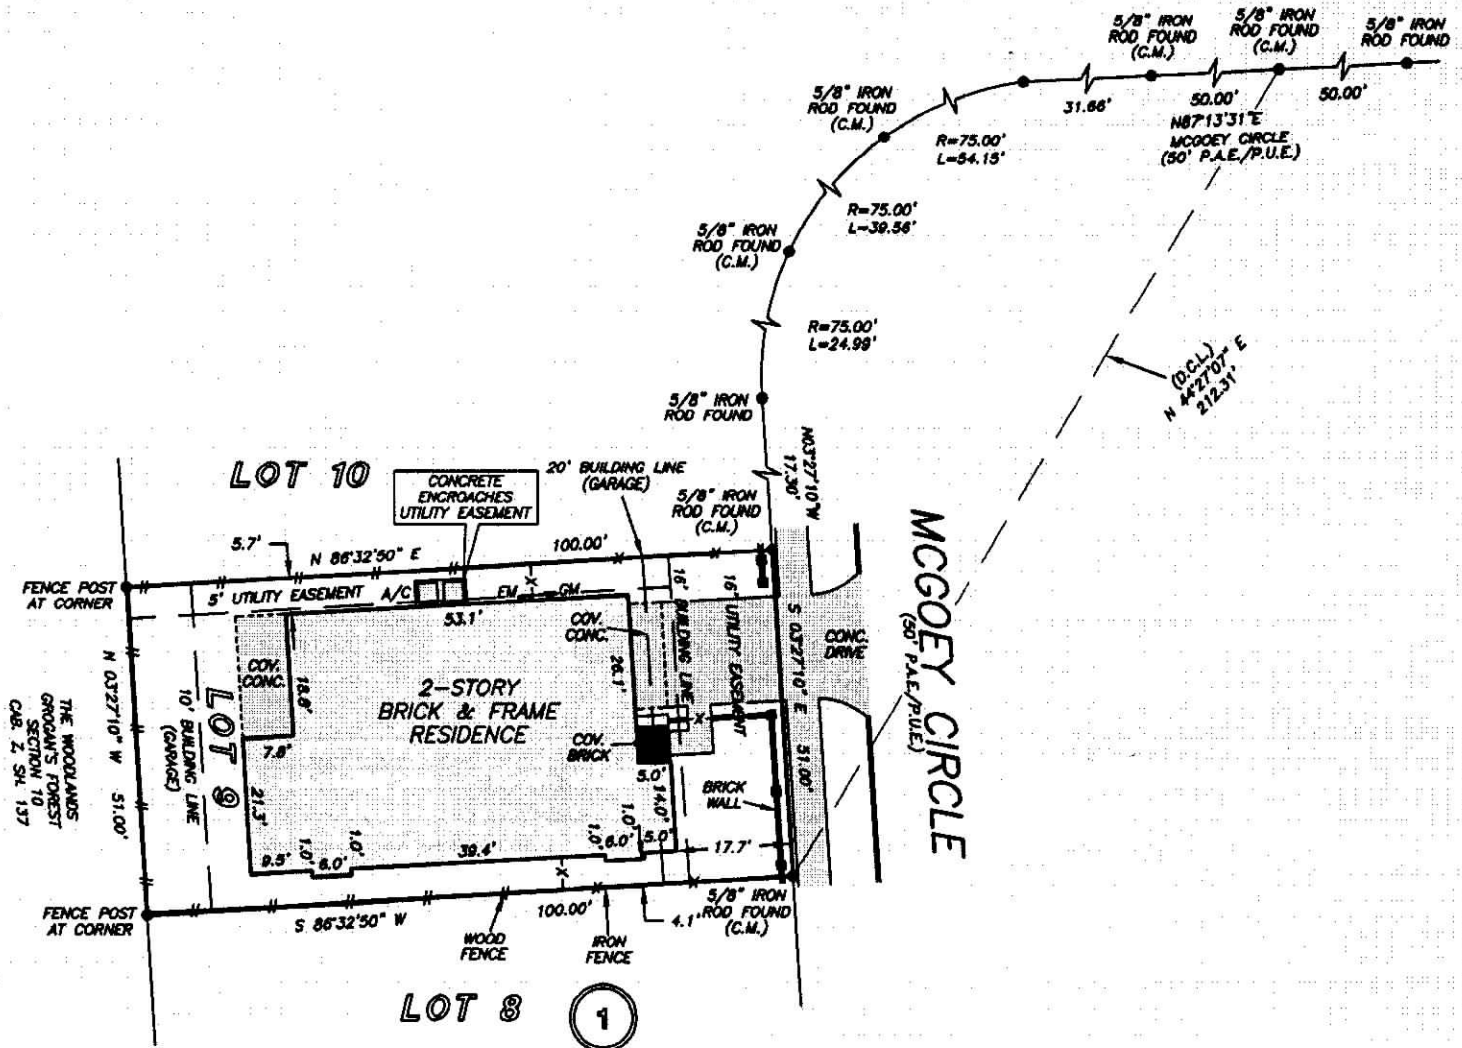 5/8" IRON
ROD FOUND
(C.M.)
5/8" IRON
ROD FOUND
(C.M.)
5/8" IRON
ROD FOUND
5/8" IRON
ROD FOUND
(C.M.)
31.66'
50.00'
50.00'
N87°13'31"E
MCGOEY CIRCLE
(50' P.A.E./P.U.E.)
R=75.00'
L=54.15'
R=75.00'
L=39.56'
5/8" IRON
ROD FOUND
(C.M.)
R=75.00'
L=24.99'
(D.C.L.)
N 44°27'07" E
212.31'
5/8" IRON
ROD FOUND
N03°27'10"W
17.30'
LOT 10
CONCRETE
ENCROACHES
UTILITY EASEMENT
20' BUILDING LINE
(GARAGE)
5/8" IRON
ROD FOUND
(C.M.)
5.7'
N 86°32'50" E
100.00'
FENCE POST
AT CORNER
5' UTILITY EASEMENT
A/C
EM
GM
53.1'
16' BUILDING LINE
16' UTILITY EASEMENT
S 03°27'10" E
51.00'
MCGOEY CIRCLE
(50' P.A.E./P.U.E.)
CONC.
DRIVE
COV.
CONC.
26.1'
COV.
CONC.
18.8'
7.8'
2-STORY
BRICK & FRAME
RESIDENCE
COV.
BRICK
5.0'
14.0'
BRICK
WALL
N 03°27'10" W
51.00'
THE WOODLANDS
GROGAN'S FOREST
SECTION 10
CAB. Z, SH. 137
LOT 9
10' BUILDING LINE
(GARAGE)
21.3'
9.5'
1.0'
6.0'
1.0'
39.4'
1.0'
6.0'
1.0'
5.0'
17.7'
FENCE POST
AT CORNER
S 86°32'50" W
100.00'
4.1'
5/8" IRON
ROD FOUND
(C.M.)
WOOD
FENCE
IRON
FENCE
LOT 8
1